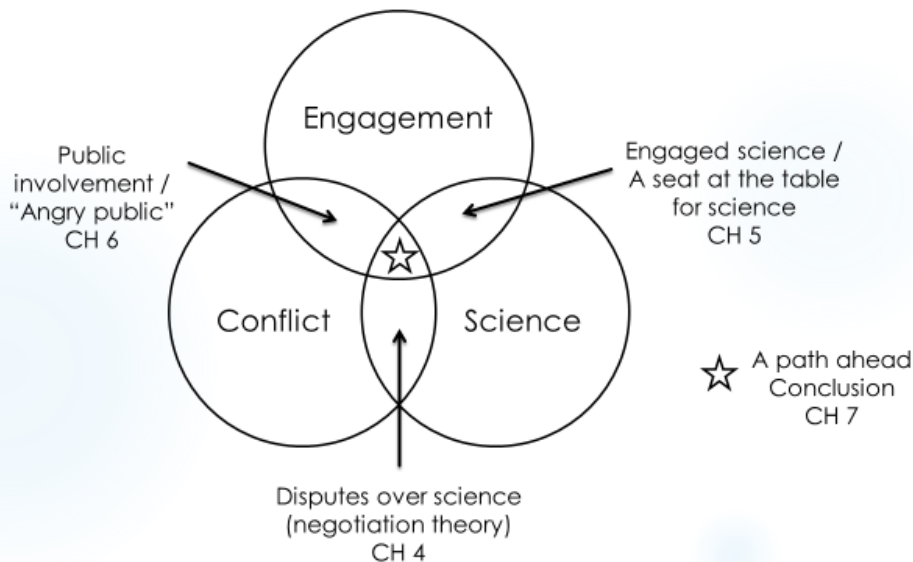 Engagement
Public
involvement /
“Angry public”
CH 6
Engaged science /
A seat at the table
for science
CH 5
Conflict
Science
A path ahead
Conclusion
CH 7
Disputes over science
(negotiation theory)
CH 4